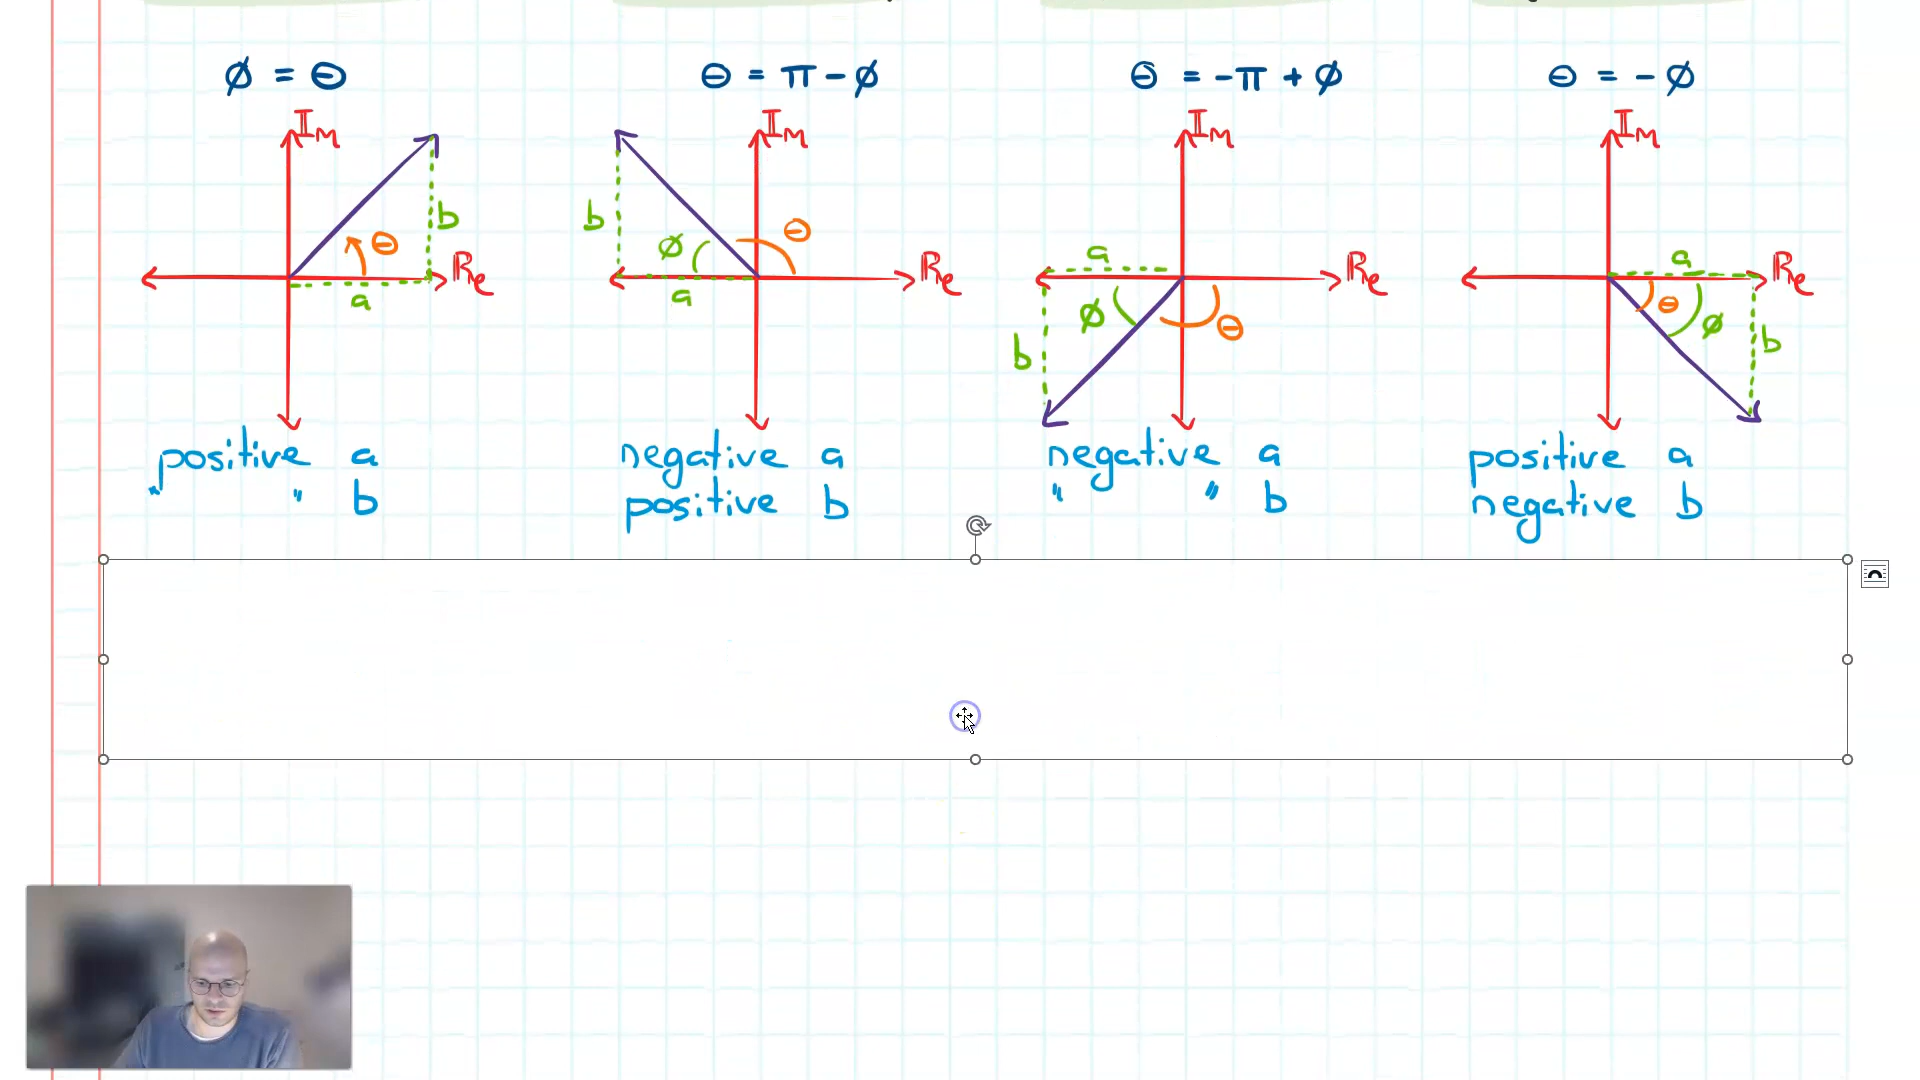 ø = Θ
Θ = π - ø
Θ = -π + ø
Θ = - ø
Im
Θ
b
a
Re
Im
Θ
b
ø
a
Re
Im
a
Re
ø
Θ
b
Im
a
Re
Θ
ø
b
positive a
" " b
negative a
positive b
negative a
" " b
positive a
negative b